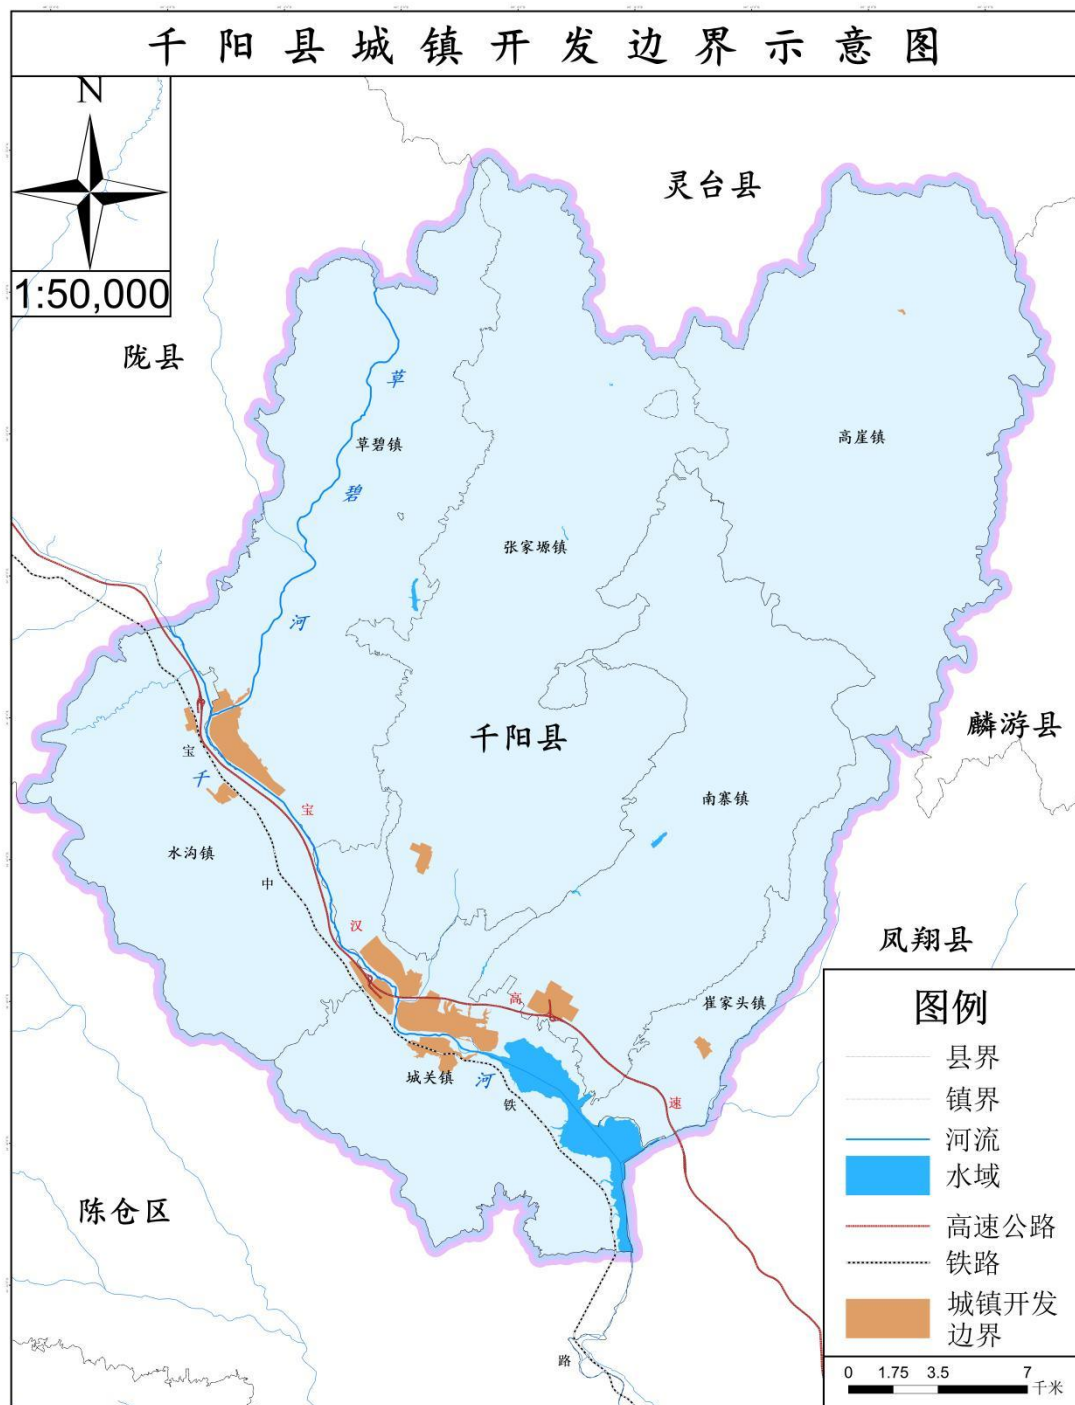 千阳县城镇开发边界示意图
N
1:50,000
灵台县
陇县
草
草碧镇
高崖镇
碧
张家塬镇
河
麟游县
千阳县
宝
千
南寨镇
宝
水沟镇
中
汉
凤翔县
高
崔家头镇
城关镇
河
铁
速
陈仓区
路
图例
县界
镇界
河流
水域
高速公路
铁路
城镇开发
边界
0 1.75 3.5 7
千米